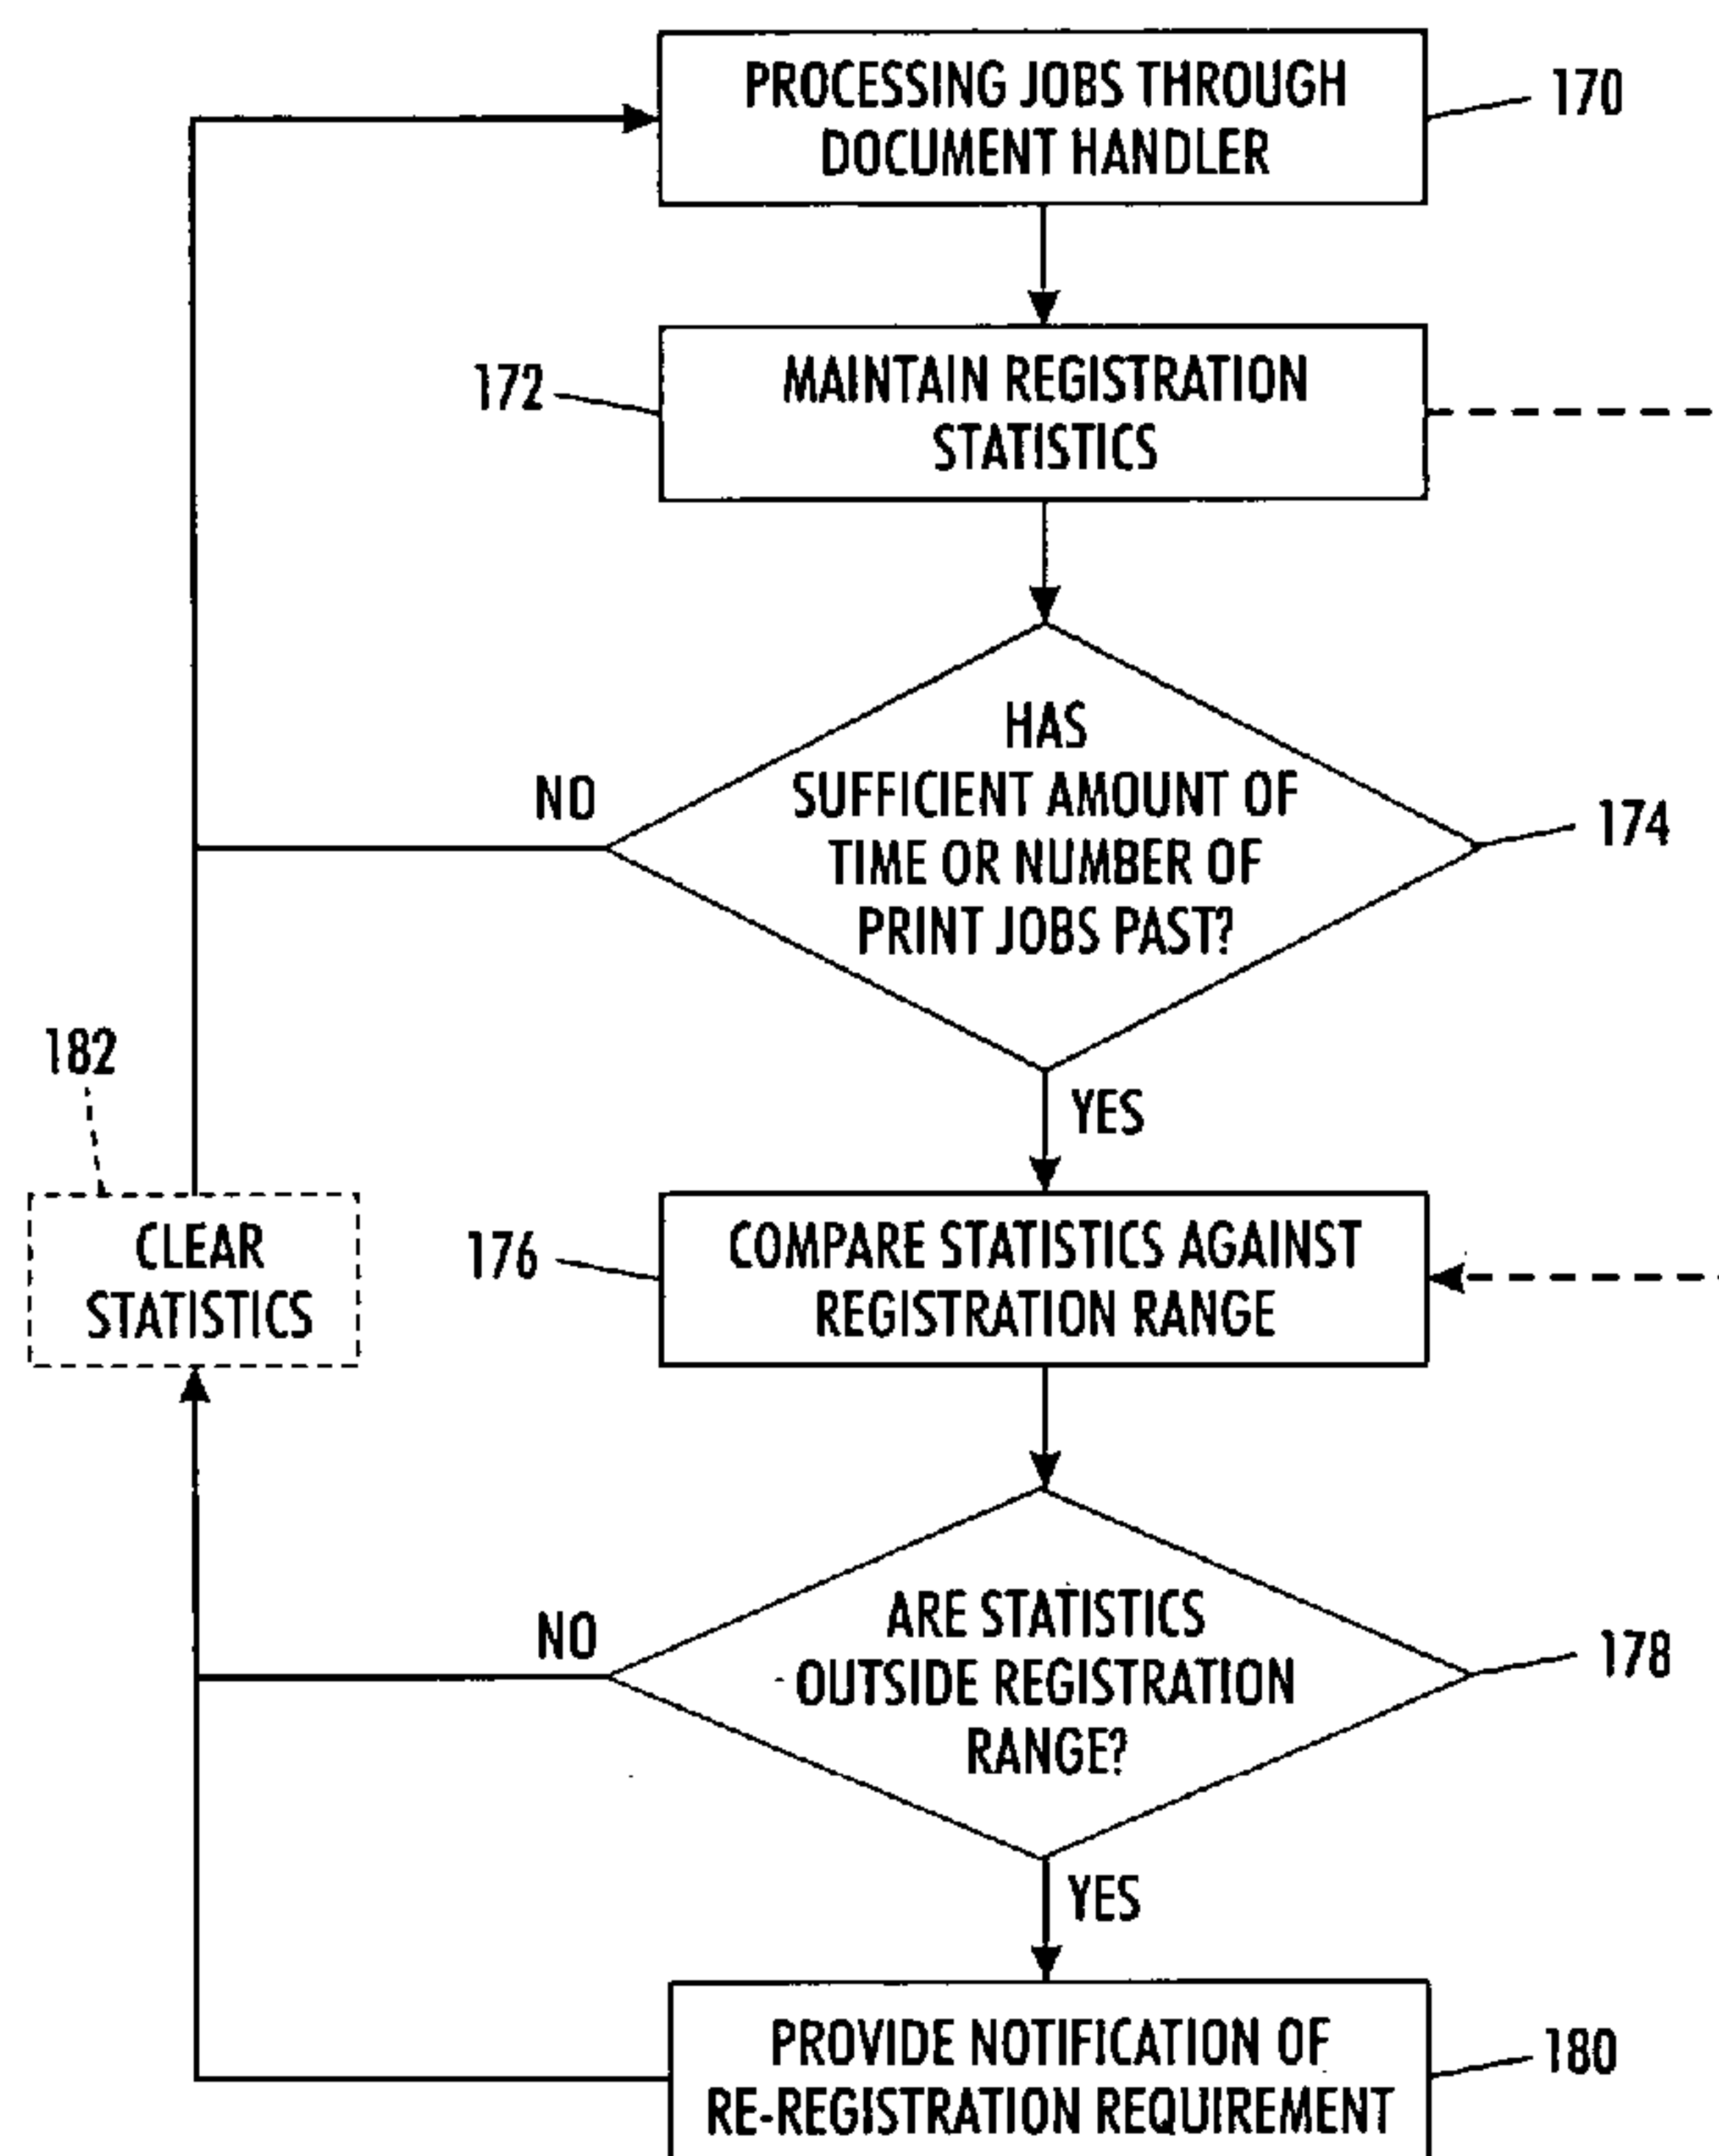 PROCESSING JOBS THROUGH
DOCUMENT HANDLER
170
172
MAINTAIN REGISTRATION
STATISTICS
HAS
SUFFICIENT AMOUNT OF
TIME OR NUMBER OF
PRINT JOBS PAST?
NO
174
YES
182
CLEAR
STATISTICS
176
COMPARE STATISTICS AGAINST
REGISTRATION RANGE
ARE STATISTICS
OUTSIDE REGISTRATION
RANGE?
NO
178
YES
PROVIDE NOTIFICATION OF
RE-REGISTRATION REQUIREMENT
180